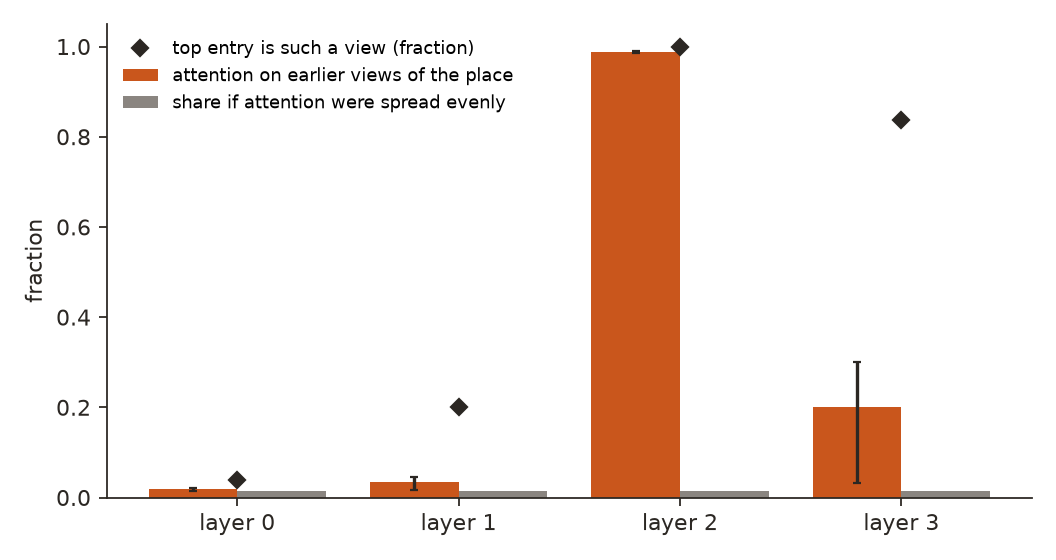 top entry is such a view (fraction)
attention on earlier views of the place
share if attention were spread evenly
fraction
1.0
0.8
0.6
0.4
0.2
0.0
layer 0
layer 1
layer 2
layer 3